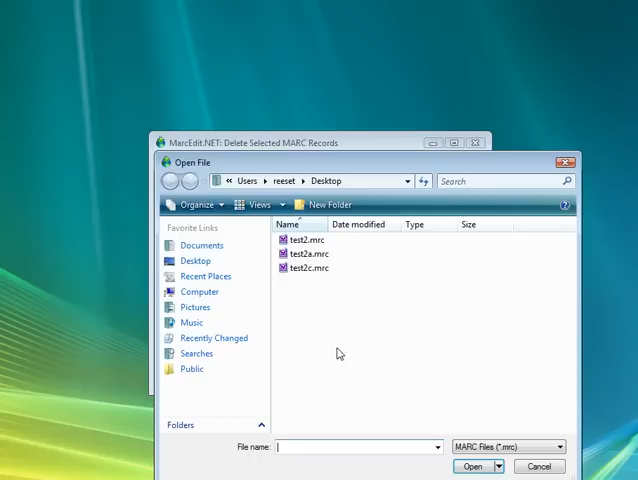 MarcEdit.NET: Delete Selected MARC Records
Open File
« Users › reeset › Desktop
Search
Organize Views New Folder
Favorite Links
Name Date modified Type Size
Documents
Desktop
Recent Places
Computer
Pictures
Music
Recently Changed
Searches
Public
test2.mrc
test2a.mrc
test2c.mrc
Folders
File name:
MARC Files (*.mrc)
Open
Cancel